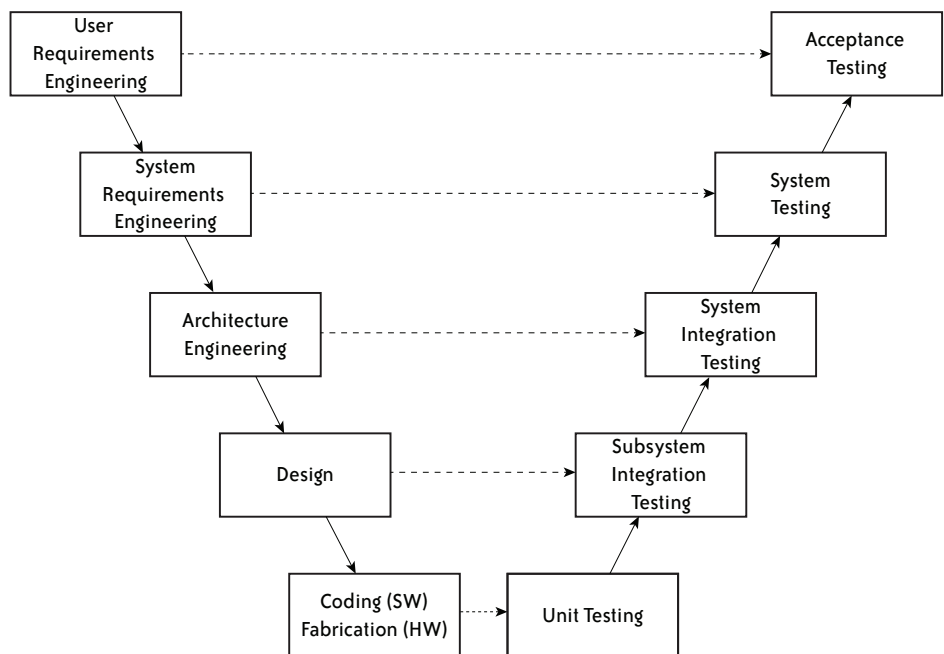 User
Requirements
Engineering
Acceptance
Testing
System
Requirements
Engineering
System
Testing
Architecture
Engineering
System
Integration
Testing
Design
Subsystem
Integration
Testing
Coding (SW)
Fabrication (HW)
Unit Testing